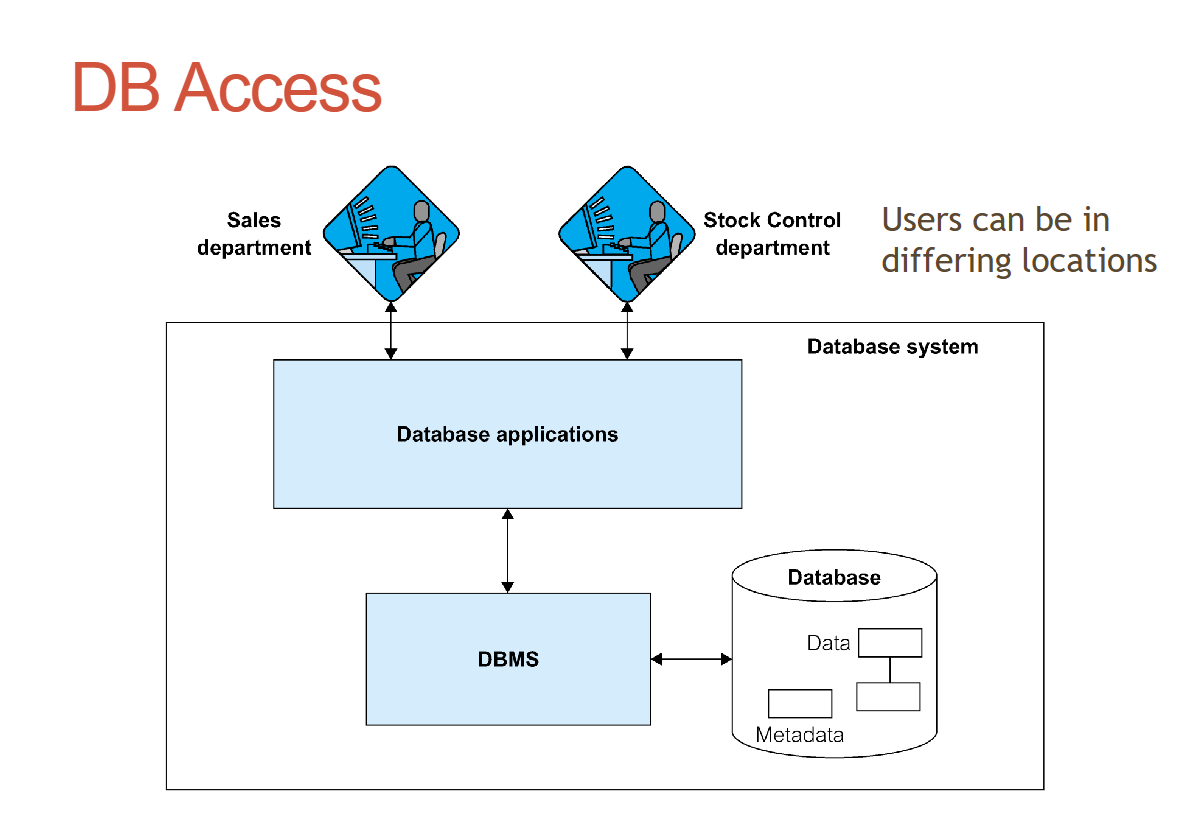 DB Access
Sales
department
Stock Control
department
Users can be in
differing locations
Database system
Database applications
DBMS
Database
Data
Metadata